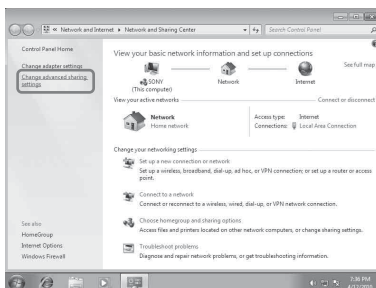 « Network and Internet ▸ Network and Sharing Center
Search Control Panel
Control Panel Home
Change adapter settings
Change advanced sharing
settings
See also
HomeGroup
Internet Options
Windows Firewall
View your basic network information and set up connections
See full map
SONY
(This computer)
Network
Internet
View your active networks
Connect or disconnect
Network
Home network
Access type: Internet
Connections: Local Area Connection
Change your networking settings
Set up a new connection or network
Set up a wireless, broadband, dial-up, ad hoc, or VPN connection; or set up a router or access
point.
Connect to a network
Connect or reconnect to a wireless, wired, dial-up, or VPN network connection.
Choose homegroup and sharing options
Access files and printers located on other network computers, or change sharing settings.
Troubleshoot problems
Diagnose and repair network problems, or get troubleshooting information.
7:36 PM
4/12/2010